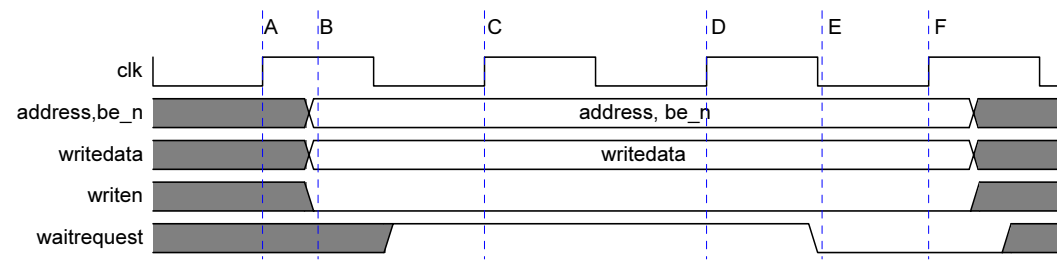 A B C D E F
clk
address,be_n address, be_n
writedata writedata
writen
waitrequest